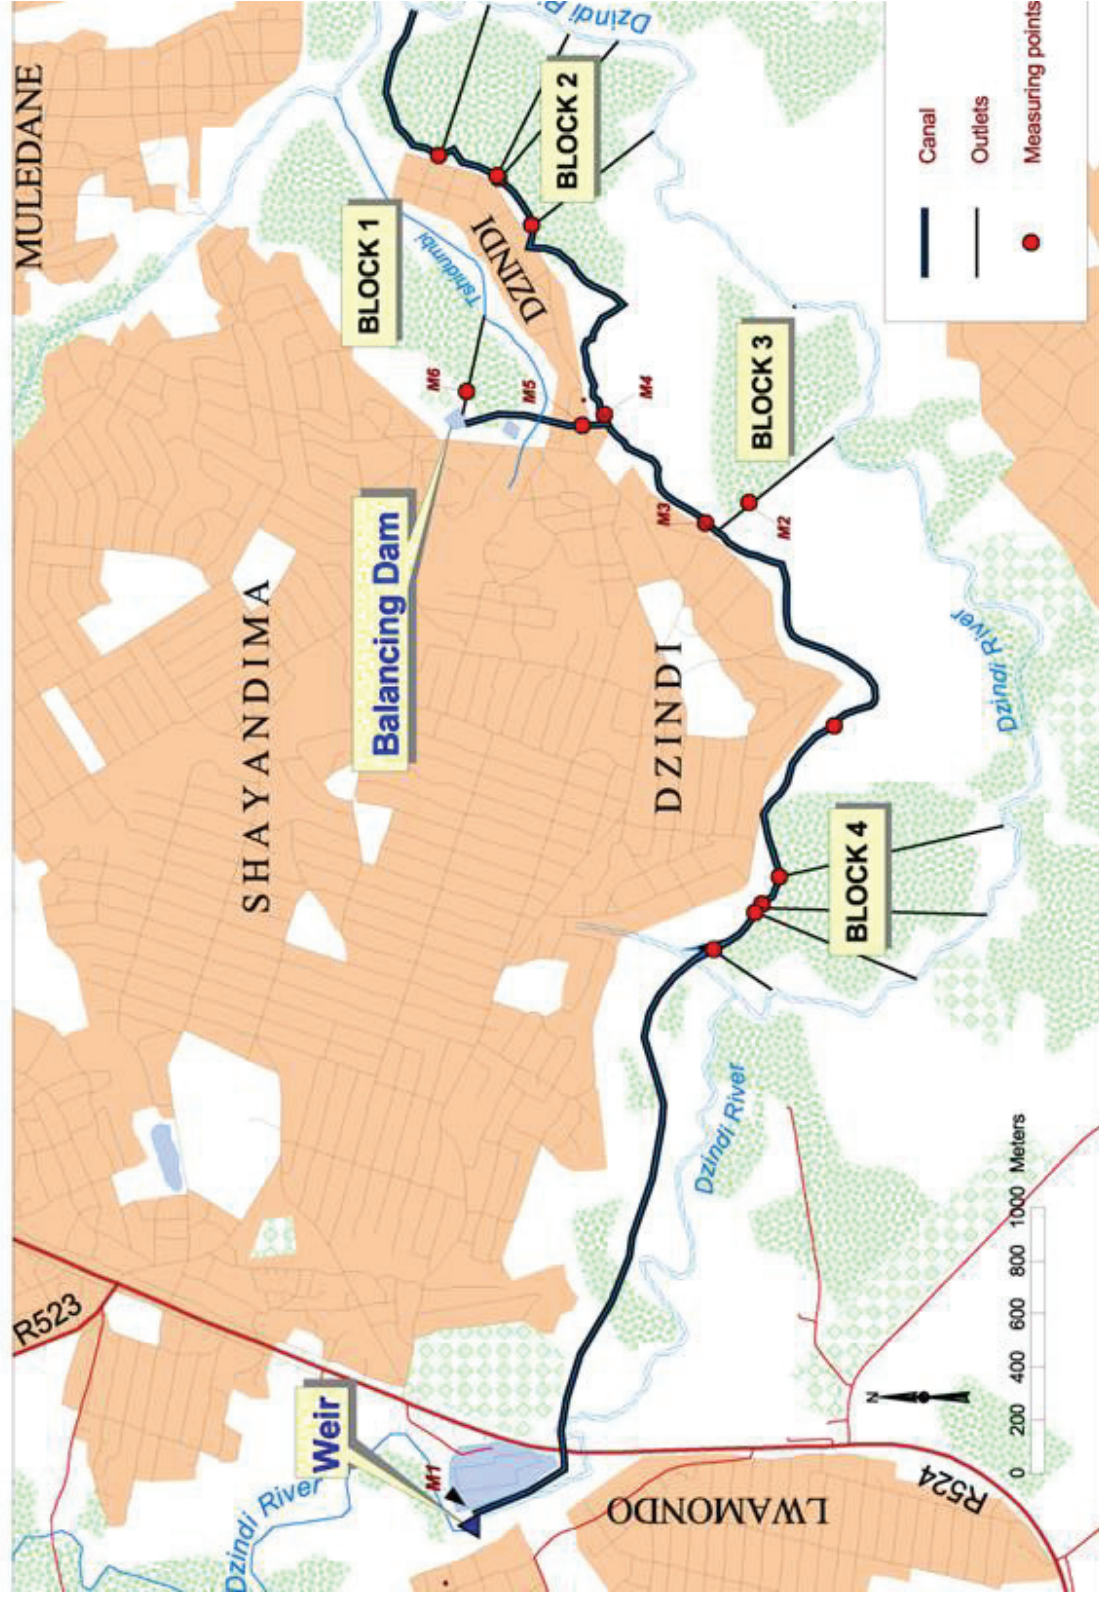 MULEDANE
Dzindi Ri
BLOCK 2
BLOCK 1
Tshidumbi
DZINDI
M6
M5
M4
BLOCK 3
M3
M2
Balancing Dam
SHAYANDIMA
DZINDI
Dzindi River
BLOCK 4
Dzindi River
R523
Weir
M1
Dzindi River
LWAMONDO
R524
N
0 200 400 600 800 1000 Meters
Canal
Outlets
Measuring points